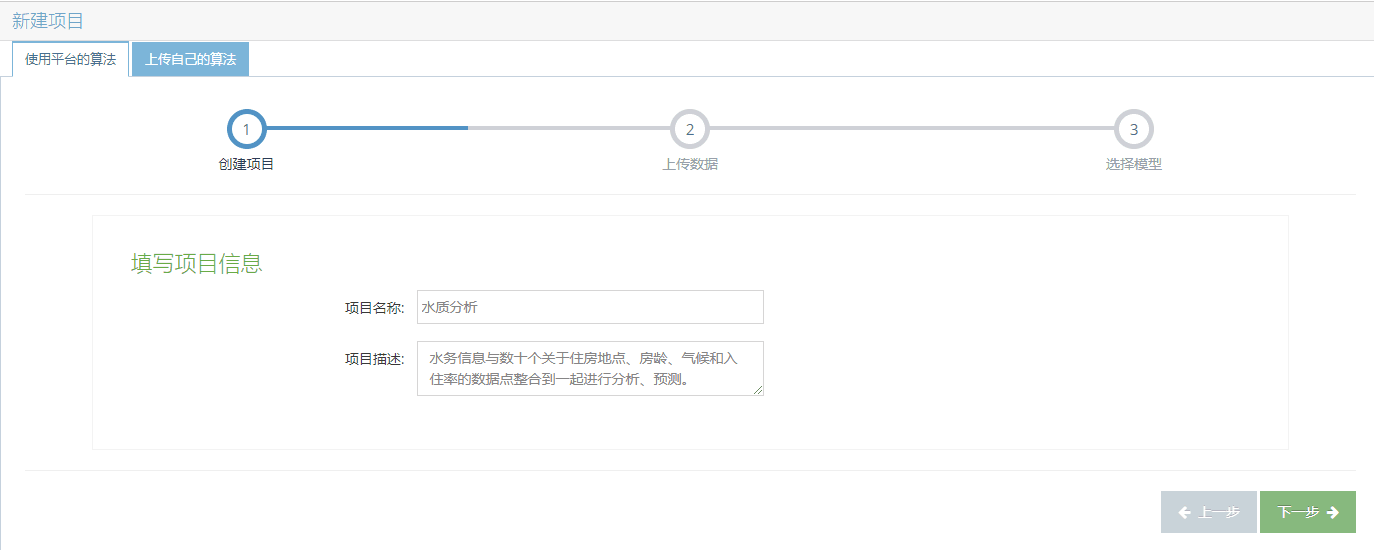 新建项目
使用平台的算法 上传自己的算法
1 2 3
创建项目 上传数据 选择模型
填写项目信息
项目名称: 水质分析
项目描述: 水务信息与数十个关于住房地点、房龄、气候和入
住率的数据点整合到一起进行分析、预测。
上一步 下一步